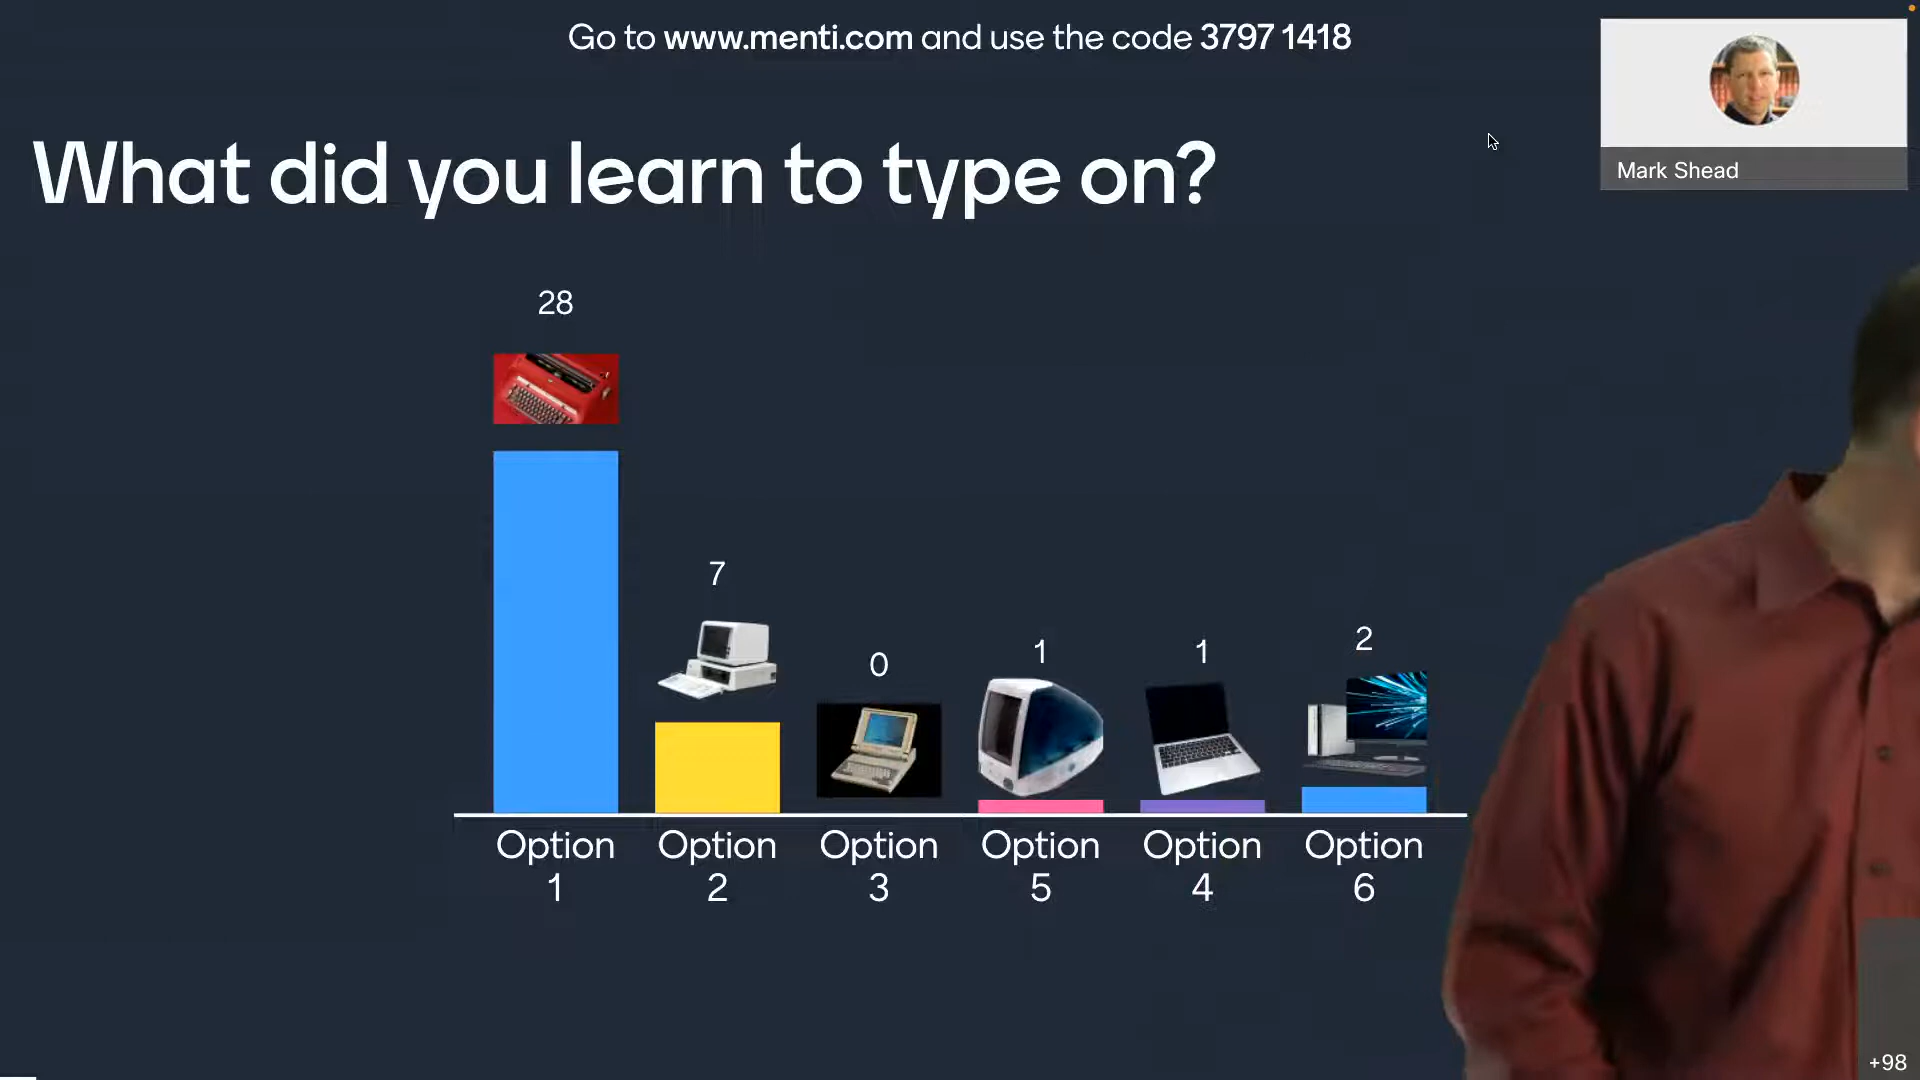 Go to www.menti.com and use the code 3797 1418
Mark Shead
What did you learn to type on?
28
7
0
1
1
2
Option 1
Option 2
Option 3
Option 5
Option 4
Option 6
+98